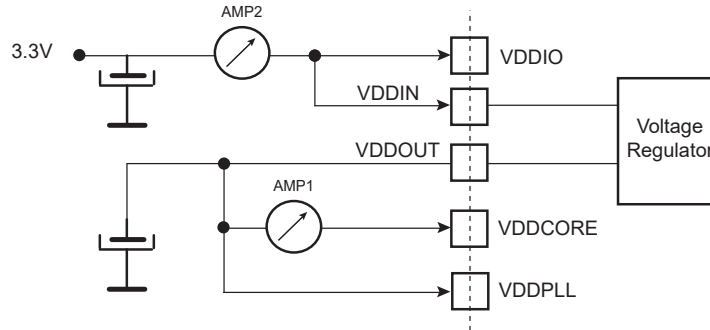 AMP2
3.3V
VDDIO
VDDIN
Voltage
Regulator
VDDOUT
AMP1
VDDCORE
VDDPLL